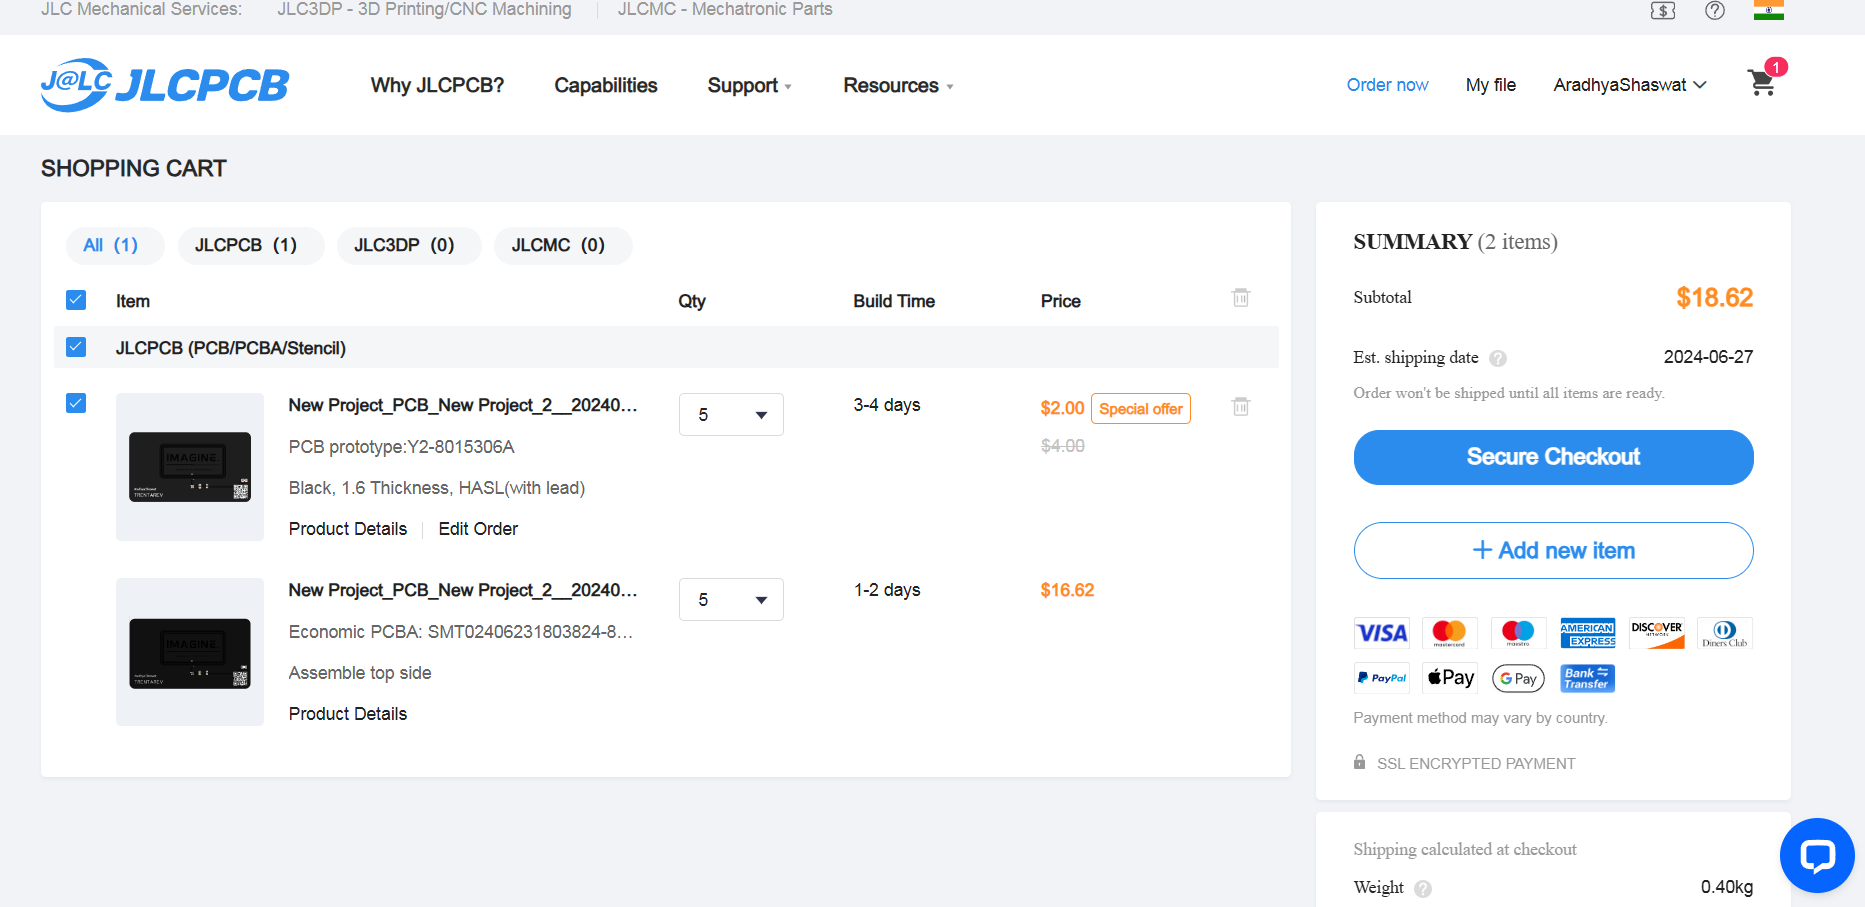 JLC Mechanical Services: JLC3DP - 3D Printing/CNC Machining JLCMC - Mechatronic Parts
J@LC JLCPCB Why JLCPCB? Capabilities Support Resources Order now My file AradhyaShaswat 1
SHOPPING CART
All (1) JLCPCB (1) JLC3DP (0) JLCMC (0)
Item Qty Build Time Price
JLCPCB (PCB/PCBA/Stencil)
New Project_PCB_New Project_2__20240... 5 3-4 days $2.00 Special offer
$4.00
PCB prototype:Y2-8015306A
Black, 1.6 Thickness, HASL(with lead)
Product Details Edit Order
IMAGINE.
TRENTAREV
New Project_PCB_New Project_2__20240... 5 1-2 days $16.62
Economic PCBA: SMT02406231803824-8...
Assemble top side
Product Details
IMAGINE.
TRENTAREV
SUMMARY (2 items)
Subtotal $18.62
Est. shipping date ? 2024-06-27
Order won't be shipped until all items are ready.
Secure Checkout
+ Add new item
VISA mastercard maestro AMERICAN EXPRESS DISCOVER NETWORK Diners Club
PayPal Pay G Pay Bank Transfer
Payment method may vary by country.
SSL ENCRYPTED PAYMENT
Shipping calculated at checkout
Weight ? 0.40kg